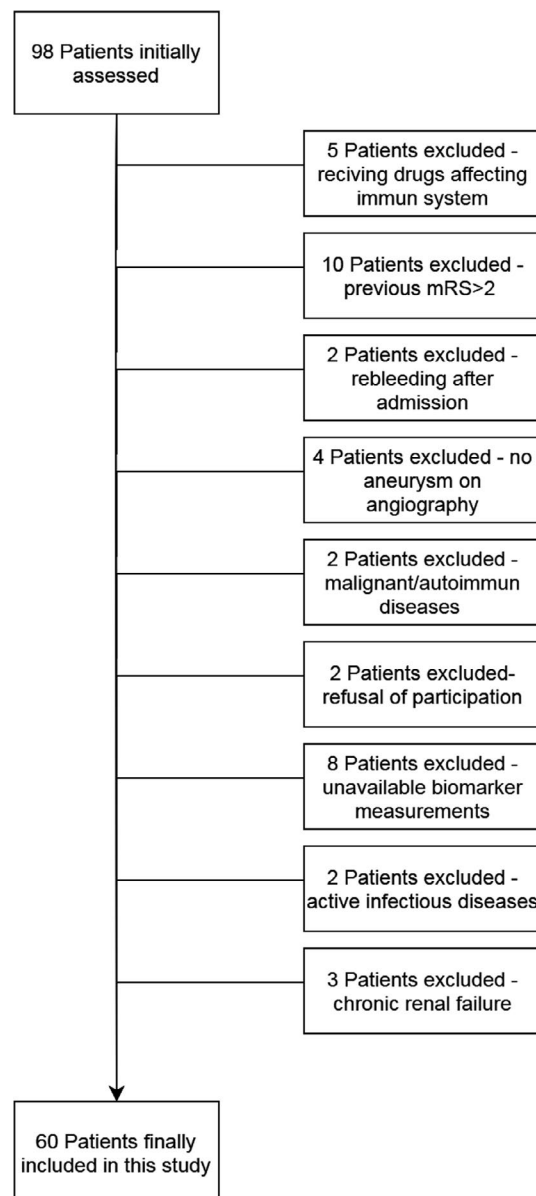 98 Patients initially
assessed
5 Patients excluded -
reciving drugs affecting
immun system
10 Patients excluded -
previous mRS>2
2 Patients excluded -
rebleeding after
admission
4 Patients excluded - no
aneurysm on
angiography
2 Patients excluded -
malignant/autoimmun
diseases
2 Patients excluded-
refusal of participation
8 Patients excluded -
unavailable biomarker
measurements
2 Patients excluded -
active infectious diseases
3 Patients excluded -
chronic renal failure
60 Patients finally
included in this study